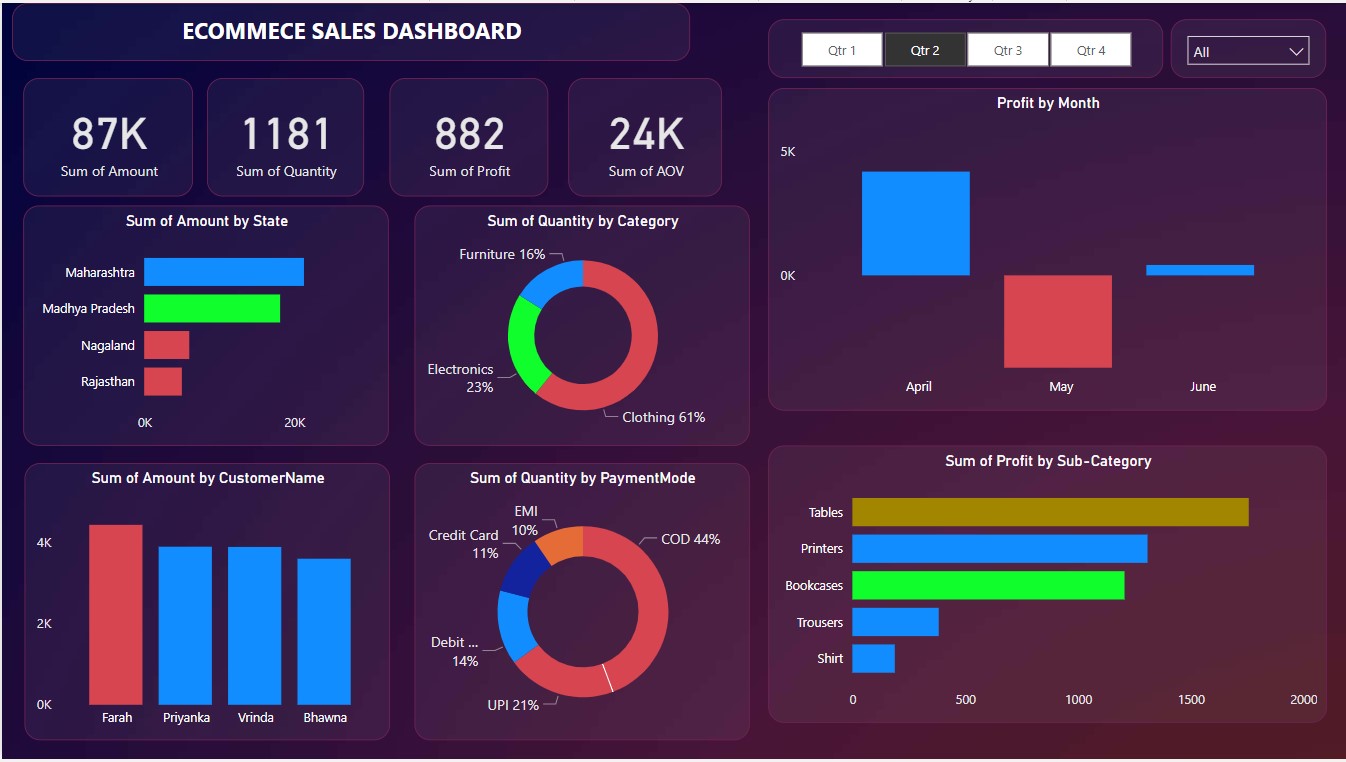 ECOMMECE SALES DASHBOARD
Qtr 1
Qtr 2
Qtr 3
Qtr 4
All
87K
Sum of Amount
1181
Sum of Quantity
882
Sum of Profit
24K
Sum of AOV
Profit by Month
5K
0K
April
May
June
Sum of Amount by State
Maharashtra
Madhya Pradesh
Nagaland
Rajasthan
0K
20K
Sum of Quantity by Category
Furniture 16%
Electronics
23%
Clothing 61%
Sum of Amount by CustomerName
4K
2K
0K
Farah
Priyanka
Vrinda
Bhawna
Sum of Quantity by PaymentMode
EMI
10%
Credit Card
11%
COD 44%
Debit ...
14%
UPI 21%
Sum of Profit by Sub-Category
Tables
Printers
Bookcases
Trousers
Shirt
0
500
1000
1500
2000